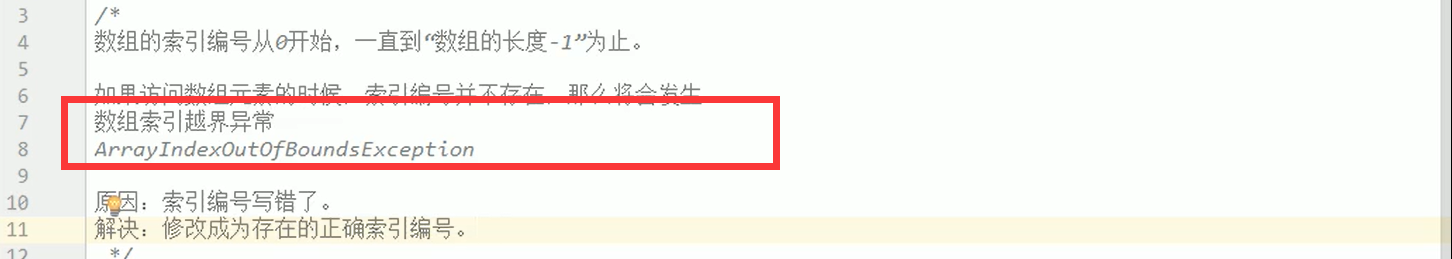 3 /*
4 数组的索引编号从0开始，一直到“数组的长度-1”为止。
5
6 如果访问数组元素的时候，索引编号并不存在，那么将会发生
7 数组索引越界异常
8 ArrayIndexOutOfBoundsException
9
10 原因：索引编号写错了。
11 解决：修改成为存在的正确索引编号。
12 */